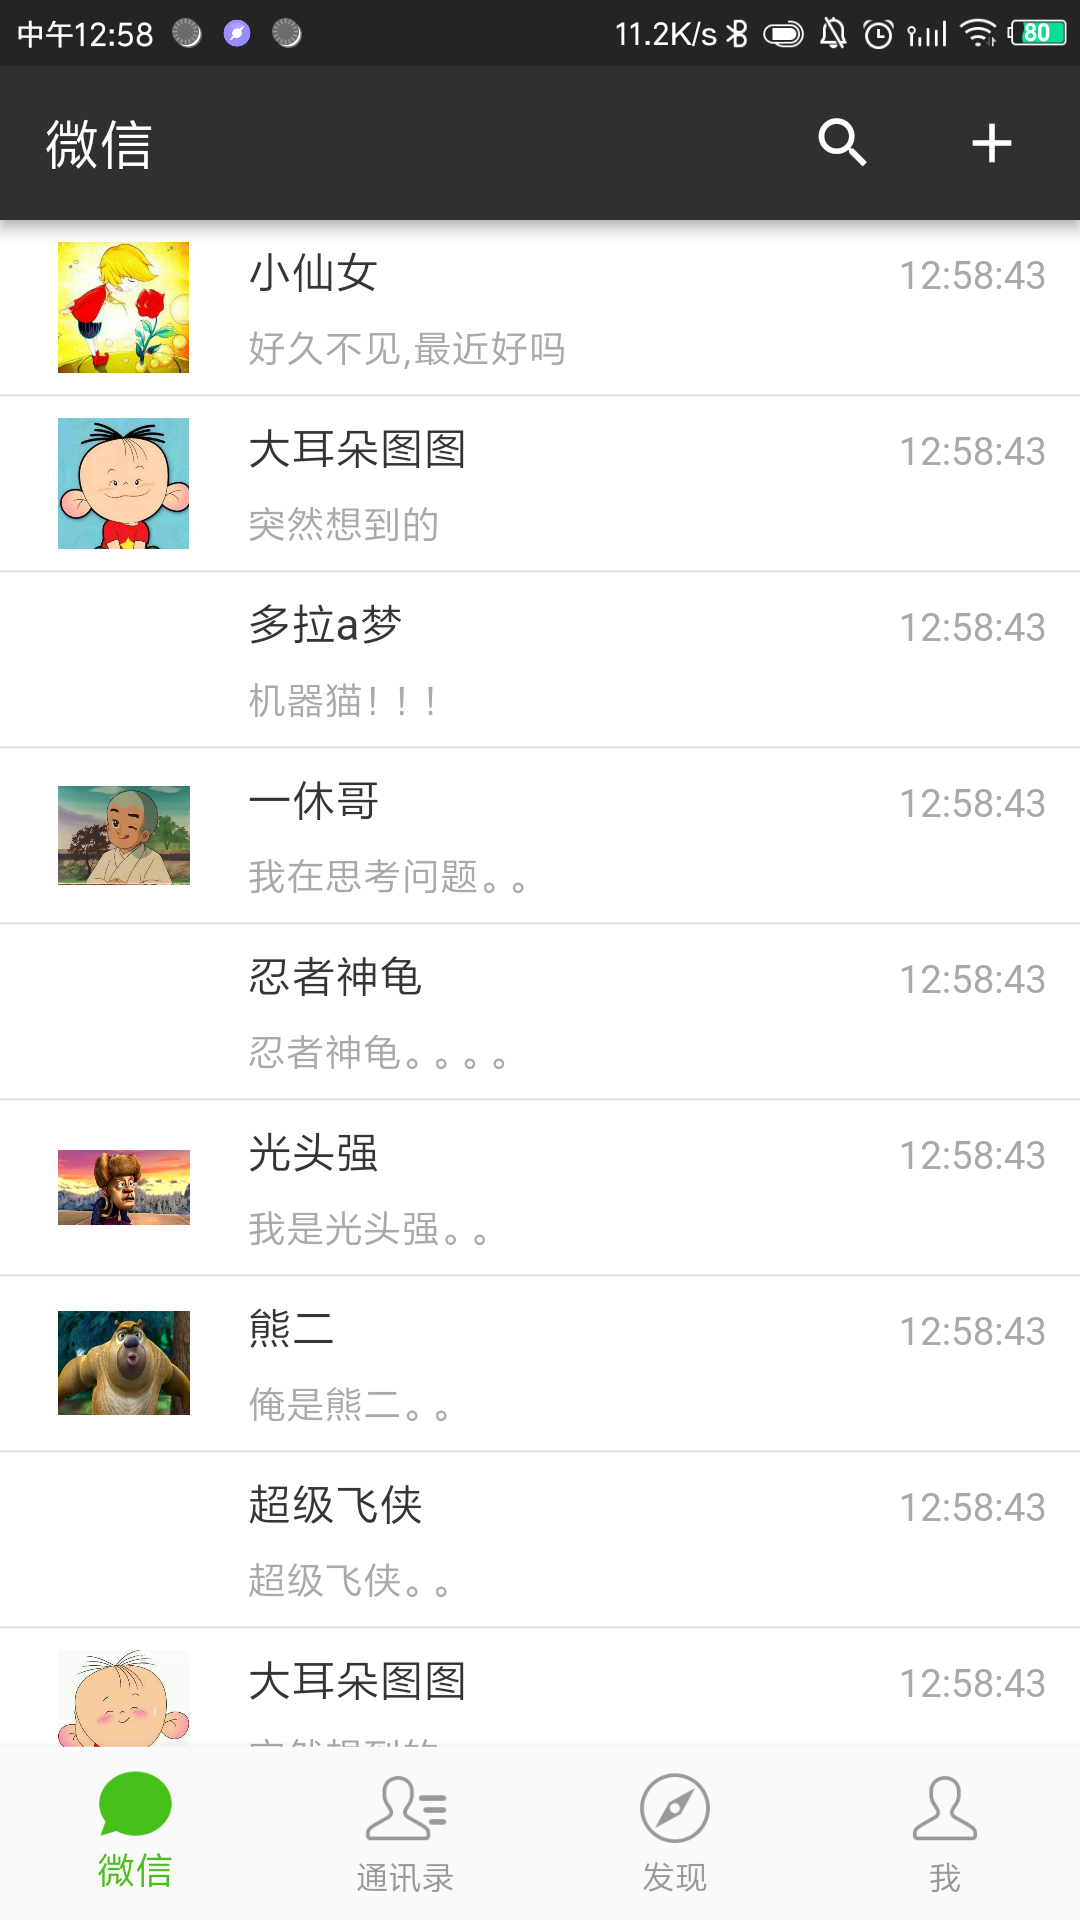 中午12:58
11.2K/s
80
微信
小仙女
12:58:43
好久不见,最近好吗
大耳朵图图
12:58:43
突然想到的
多拉a梦
12:58:43
机器猫！！！
一休哥
12:58:43
我在思考问题。。
忍者神龟
12:58:43
忍者神龟。。。。
光头强
12:58:43
我是光头强。。
熊二
12:58:43
俺是熊二。。
超级飞侠
12:58:43
超级飞侠。。
大耳朵图图
12:58:43
微信
通讯录
发现
我